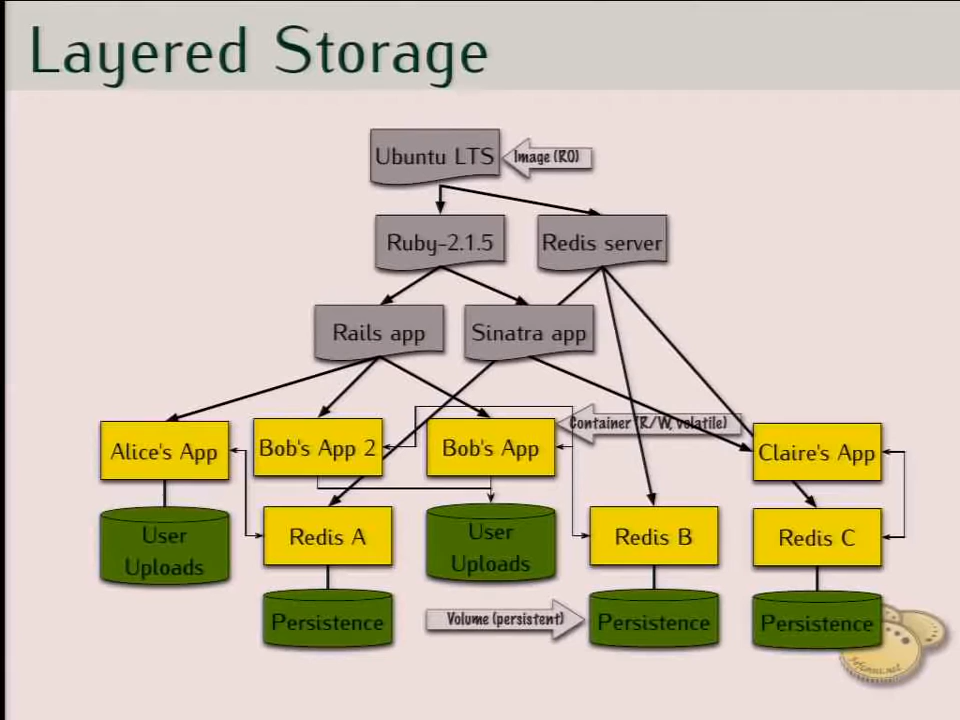 Layered Storage
Ubuntu LTS
Image (RO)
Ruby-2.1.5
Redis server
Rails app
Sinatra app
Alice's App
Bob's App 2
Bob's App
Container (R/W, volatile)
Claire's App
User
Uploads
Redis A
User
Uploads
Redis B
Redis C
Persistence
Volume (persistent)
Persistence
Persistence